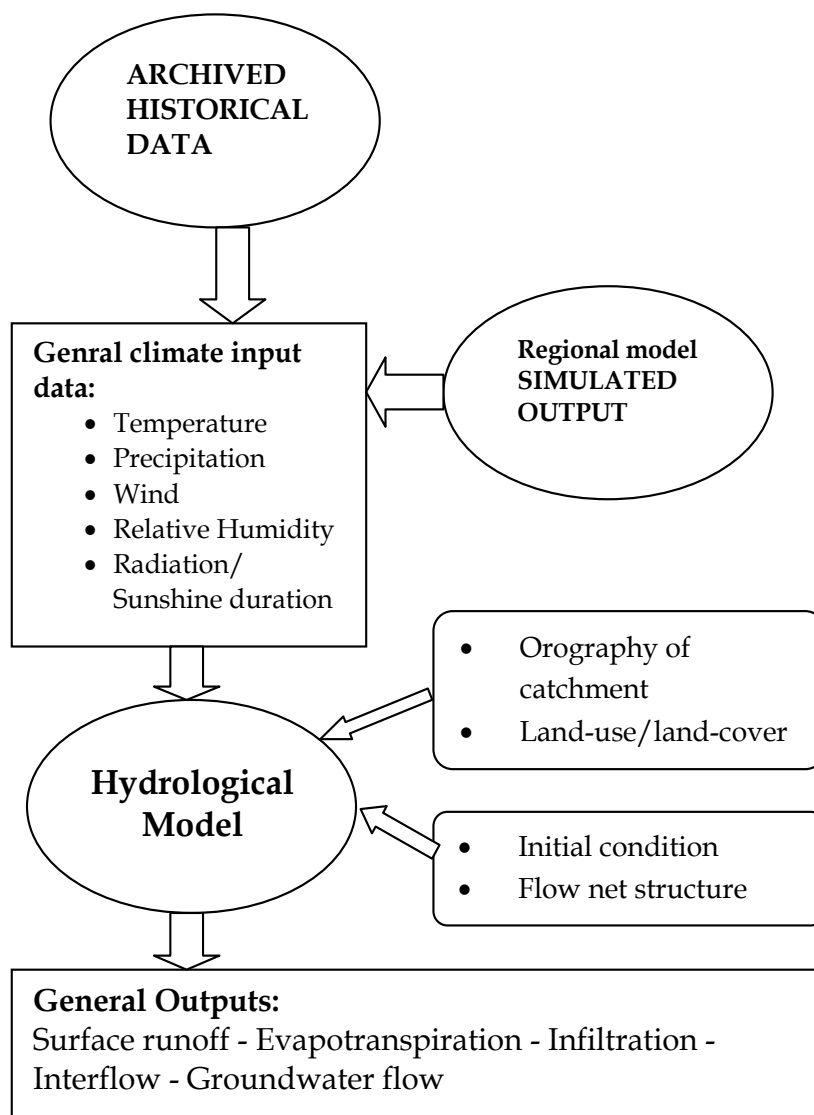 ARCHIVED
HISTORICAL
DATA
Genral climate input
data:
• Temperature
• Precipitation
• Wind
• Relative Humidity
• Radiation/
Sunshine duration
Regional model
SIMULATED
OUTPUT
• Orography of
catchment
• Land-use/land-cover
Hydrological
Model
• Initial condition
• Flow net structure
General Outputs:
Surface runoff - Evapotranspiration - Infiltration -
Interflow - Groundwater flow